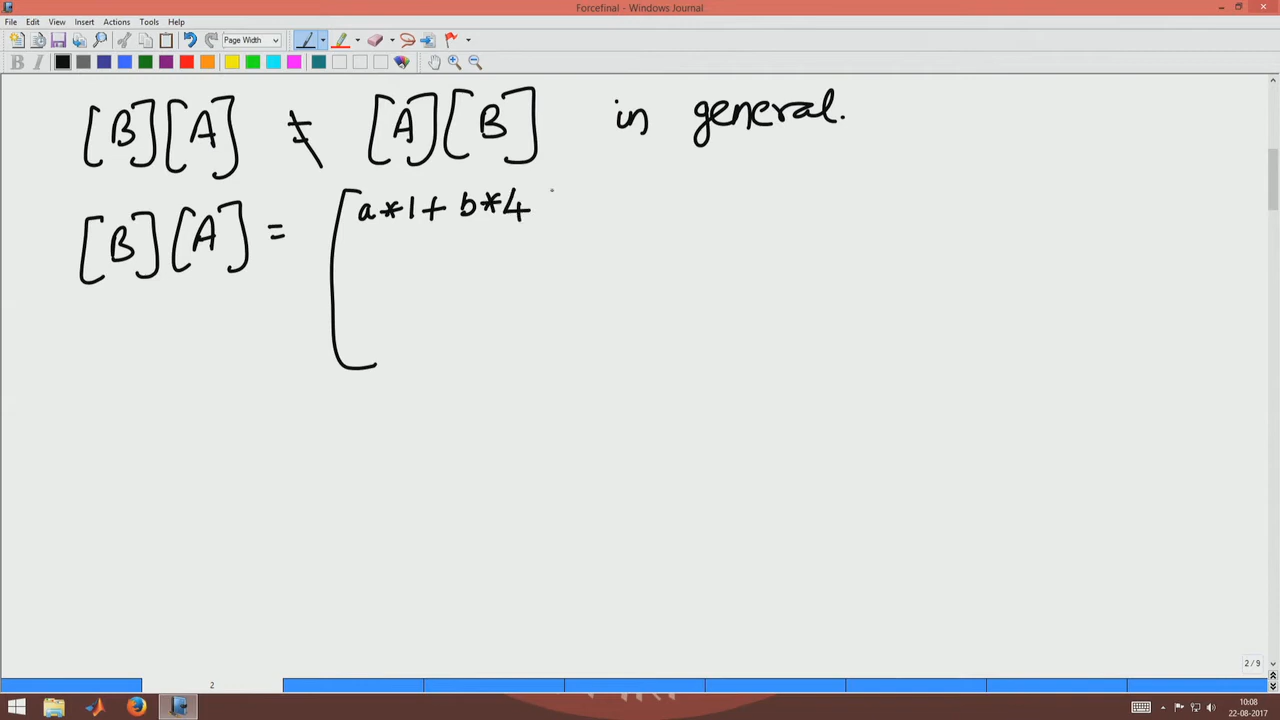 Forcefinal - Windows Journal
File Edit View Insert Actions Tools Help
Page Width
[B][A] ≠ [A][B] in general.
[B][A] = [a*1+ b*4
2 / 9
2
10:08
22-08-2017